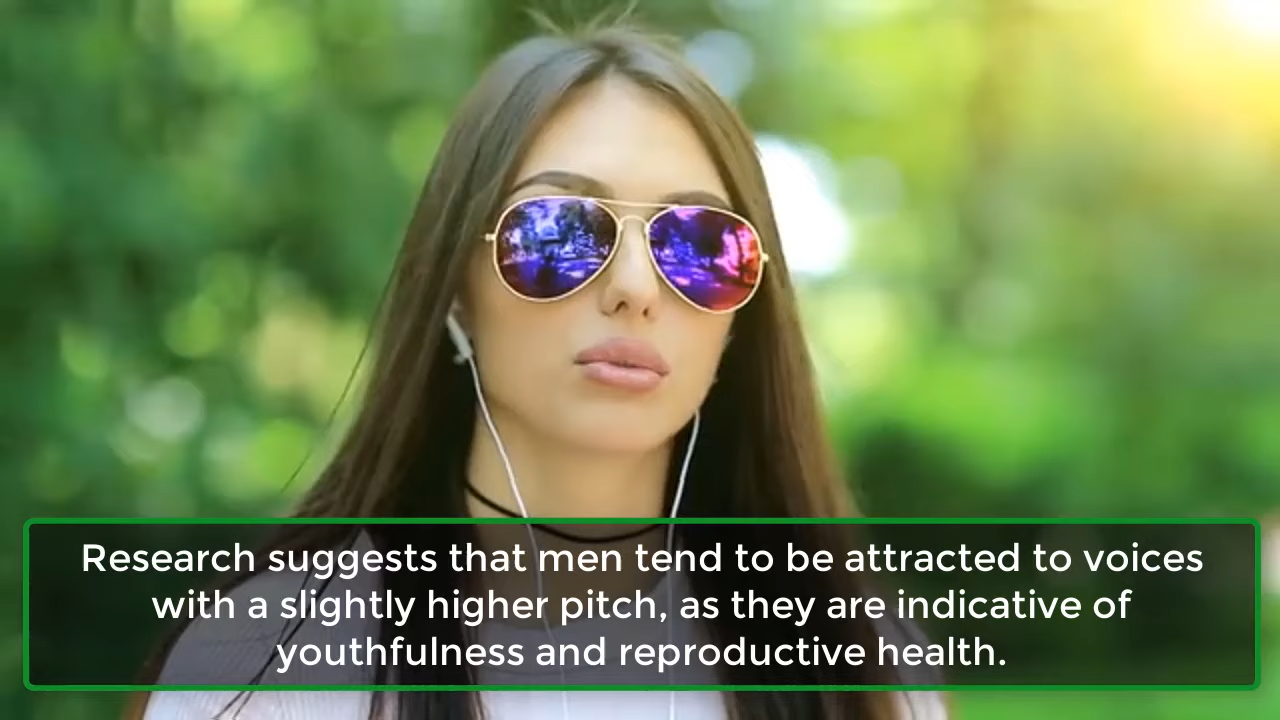 Research suggests that men tend to be attracted to voices
with a slightly higher pitch, as they are indicative of
youthfulness and reproductive health.